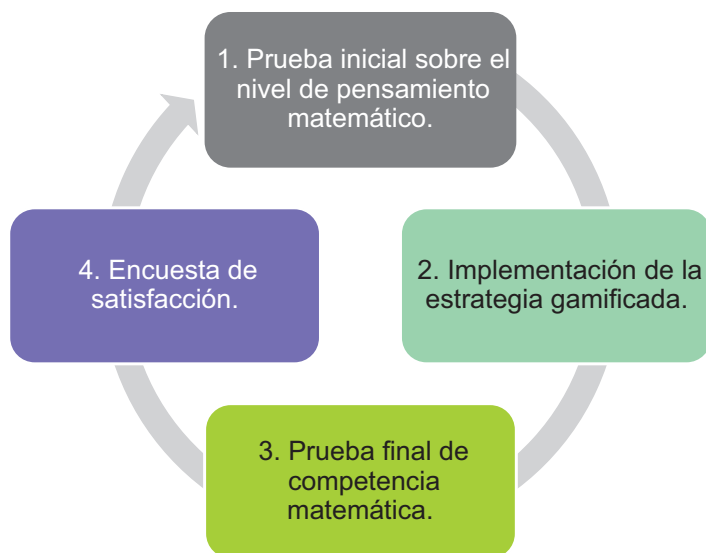 1. Prueba inicial sobre el
nivel de pensamiento
matemático.
2. Implementación de la
estrategia gamificada.
3. Prueba final de
competencia
matemática.
4. Encuesta de
satisfacción.